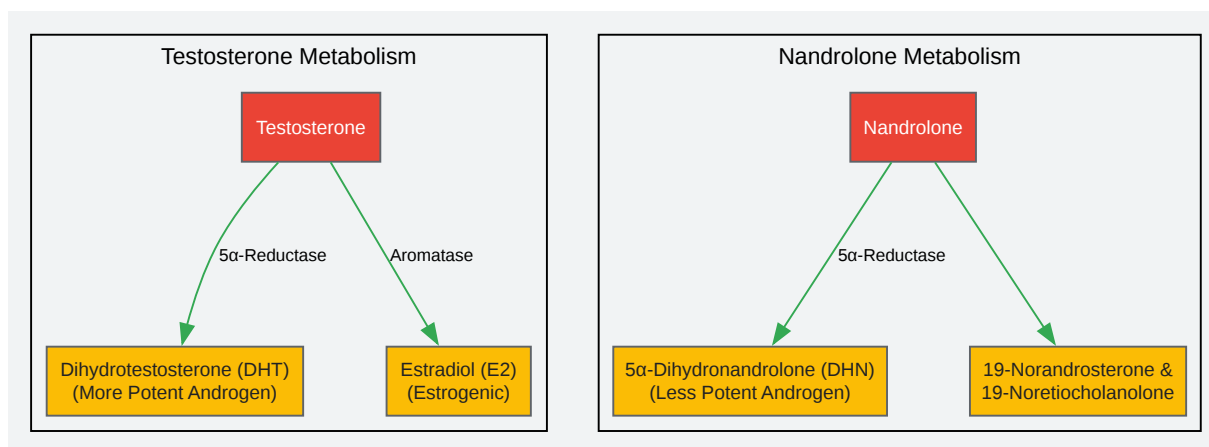 Testosterone Metabolism
Testosterone
5α-Reductase
Aromatase
Dihydrotestosterone (DHT)
(More Potent Androgen)
Estradiol (E2)
(Estrogenic)
Nandrolone Metabolism
Nandrolone
5α-Reductase
5α-Dihydronandrolone (DHN)
(Less Potent Androgen)
19-Norandrosterone &
19-Noretiocholanolone